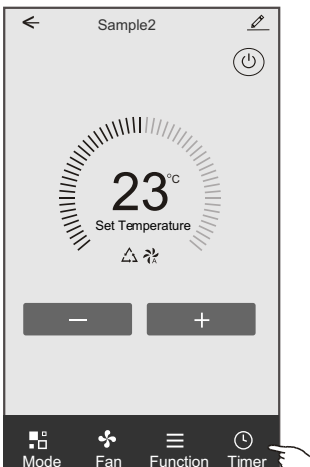 Sample2
23°C
Set Temperature
A
Mode Fan Function Timer